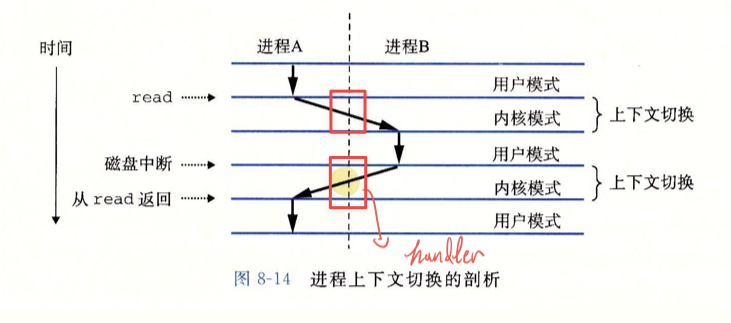 进程A 进程B
时间
用户模式
read
内核模式 上下文切换
用户模式
磁盘中断
内核模式 上下文切换
从 read 返回
用户模式
handler
图 8-14 进程上下文切换的剖析